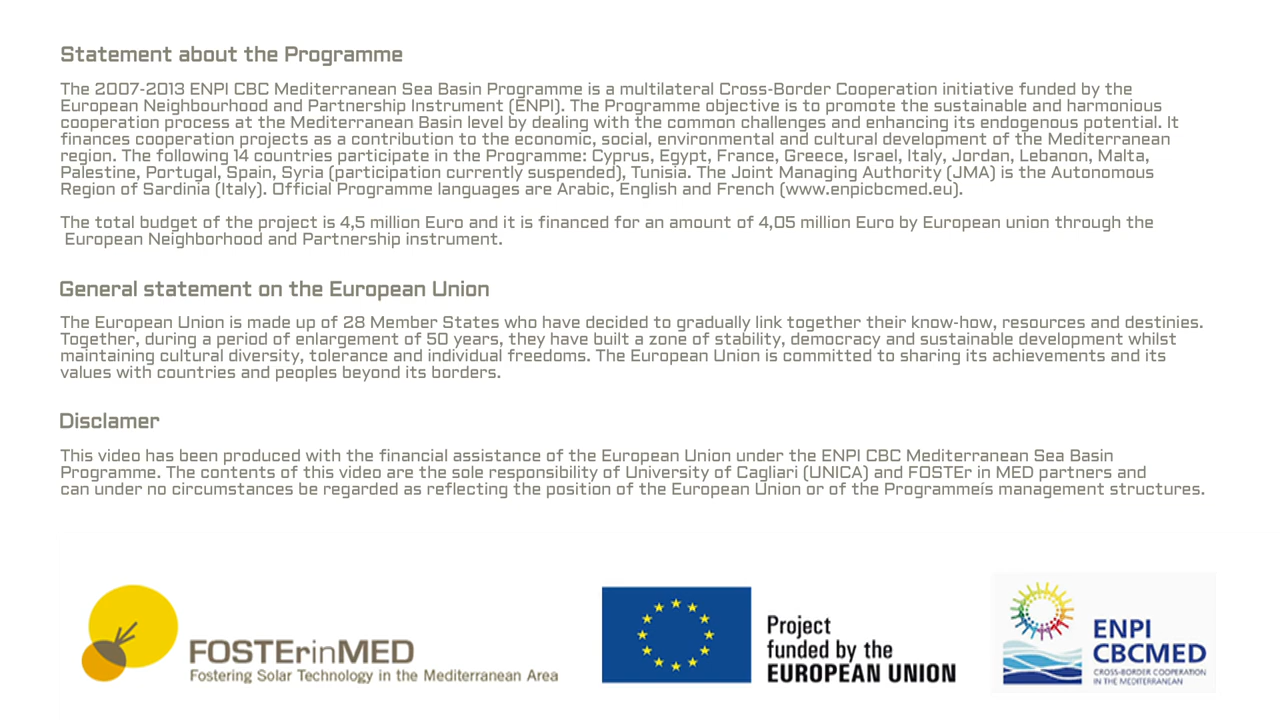 Statement about the Programme
The 2007-2013 ENPI CBC Mediterranean Sea Basin Programme is a multilateral Cross-Border Cooperation initiative funded by the
European Neighbourhood and Partnership Instrument (ENPI). The Programme objective is to promote the sustainable and harmonious
cooperation process at the Mediterranean Basin level by dealing with the common challenges and enhancing its endogenous potential. It
finances cooperation projects as a contribution to the economic, social, environmental and cultural development of the Mediterranean
region. The following 14 countries participate in the Programme: Cyprus, Egypt, France, Greece, Israel, Italy, Jordan, Lebanon, Malta,
Palestine, Portugal, Spain, Syria (participation currently suspended), Tunisia. The Joint Managing Authority (JMA) is the Autonomous
Region of Sardinia (Italy). Official Programme languages are Arabic, English and French (www.enpicbcmed.eu).
The total budget of the project is 4,5 million Euro and it is financed for an amount of 4,05 million Euro by European union through the
European Neighborhood and Partnership instrument.
General statement on the European Union
The European Union is made up of 28 Member States who have decided to gradually link together their know-how, resources and destinies.
Together, during a period of enlargement of 50 years, they have built a zone of stability, democracy and sustainable development whilst
maintaining cultural diversity, tolerance and individual freedoms. The European Union is committed to sharing its achievements and its
values with countries and peoples beyond its borders.
Disclamer
This video has been produced with the financial assistance of the European Union under the ENPI CBC Mediterranean Sea Basin
Programme. The contents of this video are the sole responsibility of University of Cagliari (UNICA) and FOSTEr in MED partners and
can under no circumstances be regarded as reflecting the position of the European Union or of the Programmeís management structures.
FOSTErinMED
Fostering Solar Technology in the Mediterranean Area
Project
funded by the
EUROPEAN UNION
ENPI
CBCMED
CROSS-BORDER COOPERATION
IN THE MEDITERRANEAN